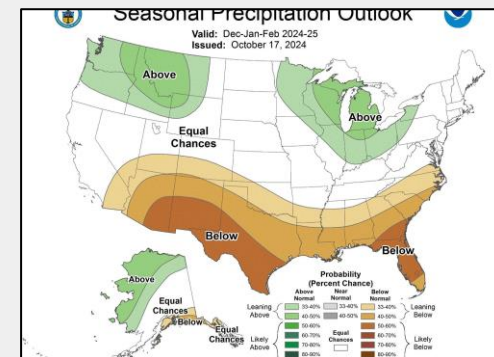 Seasonal Precipitation Outlook
Valid: Dec-Jan-Feb 2024-25
Issued: October 17, 2024
Above
Above
Equal
Chances
Below
Below
Above
Equal
Chances
Below
Equal
Chances
Probability
(Percent Chance)
Above
Normal
Near
Normal
Below
Normal
Leaning
Above
33-40%
33-40%
33-40%
Leaning
Below
40-50%
40-50%
40-50%
Likely
Above
50-60%
60-70%
70-80%
80-90%
Equal
Chances
50-60%
60-70%
70-80%
80-90%
Likely
Below